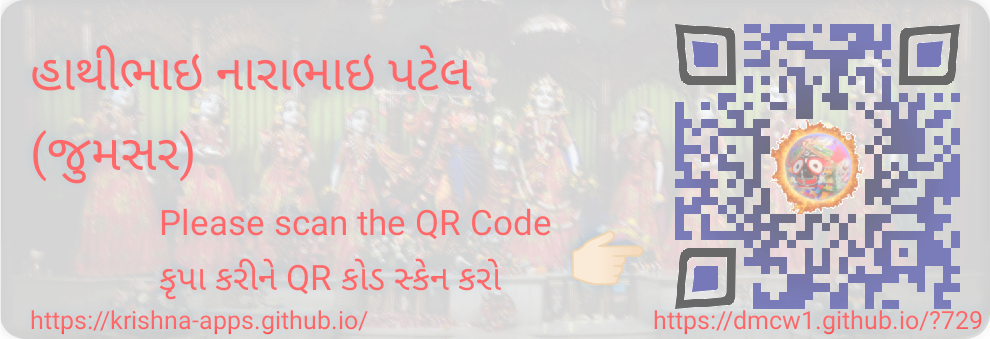 હાથીભાઇ નારાભાઇ પટેલ
(જુમસર)
Please scan the QR Code
કૃપા કરીને QR કોડ સ્કેન કરો
https://krishna-apps.github.io/
https://dmcw1.github.io/?729